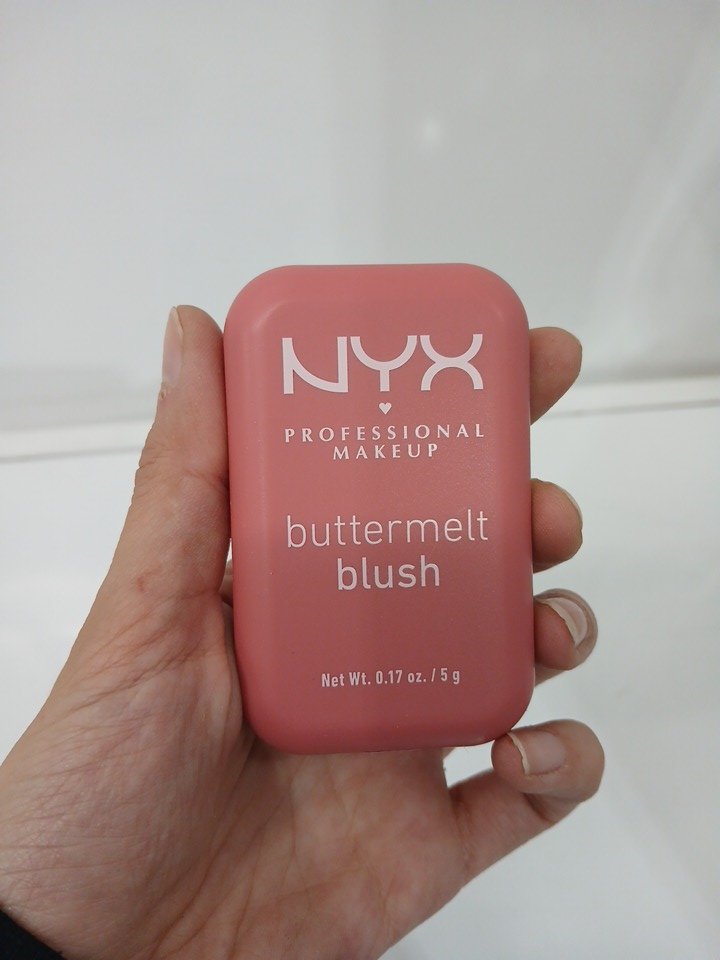 NYX
PROFESSIONAL
MAKEUP
buttermelt
blush
Net Wt. 0.17 oz. / 5 g